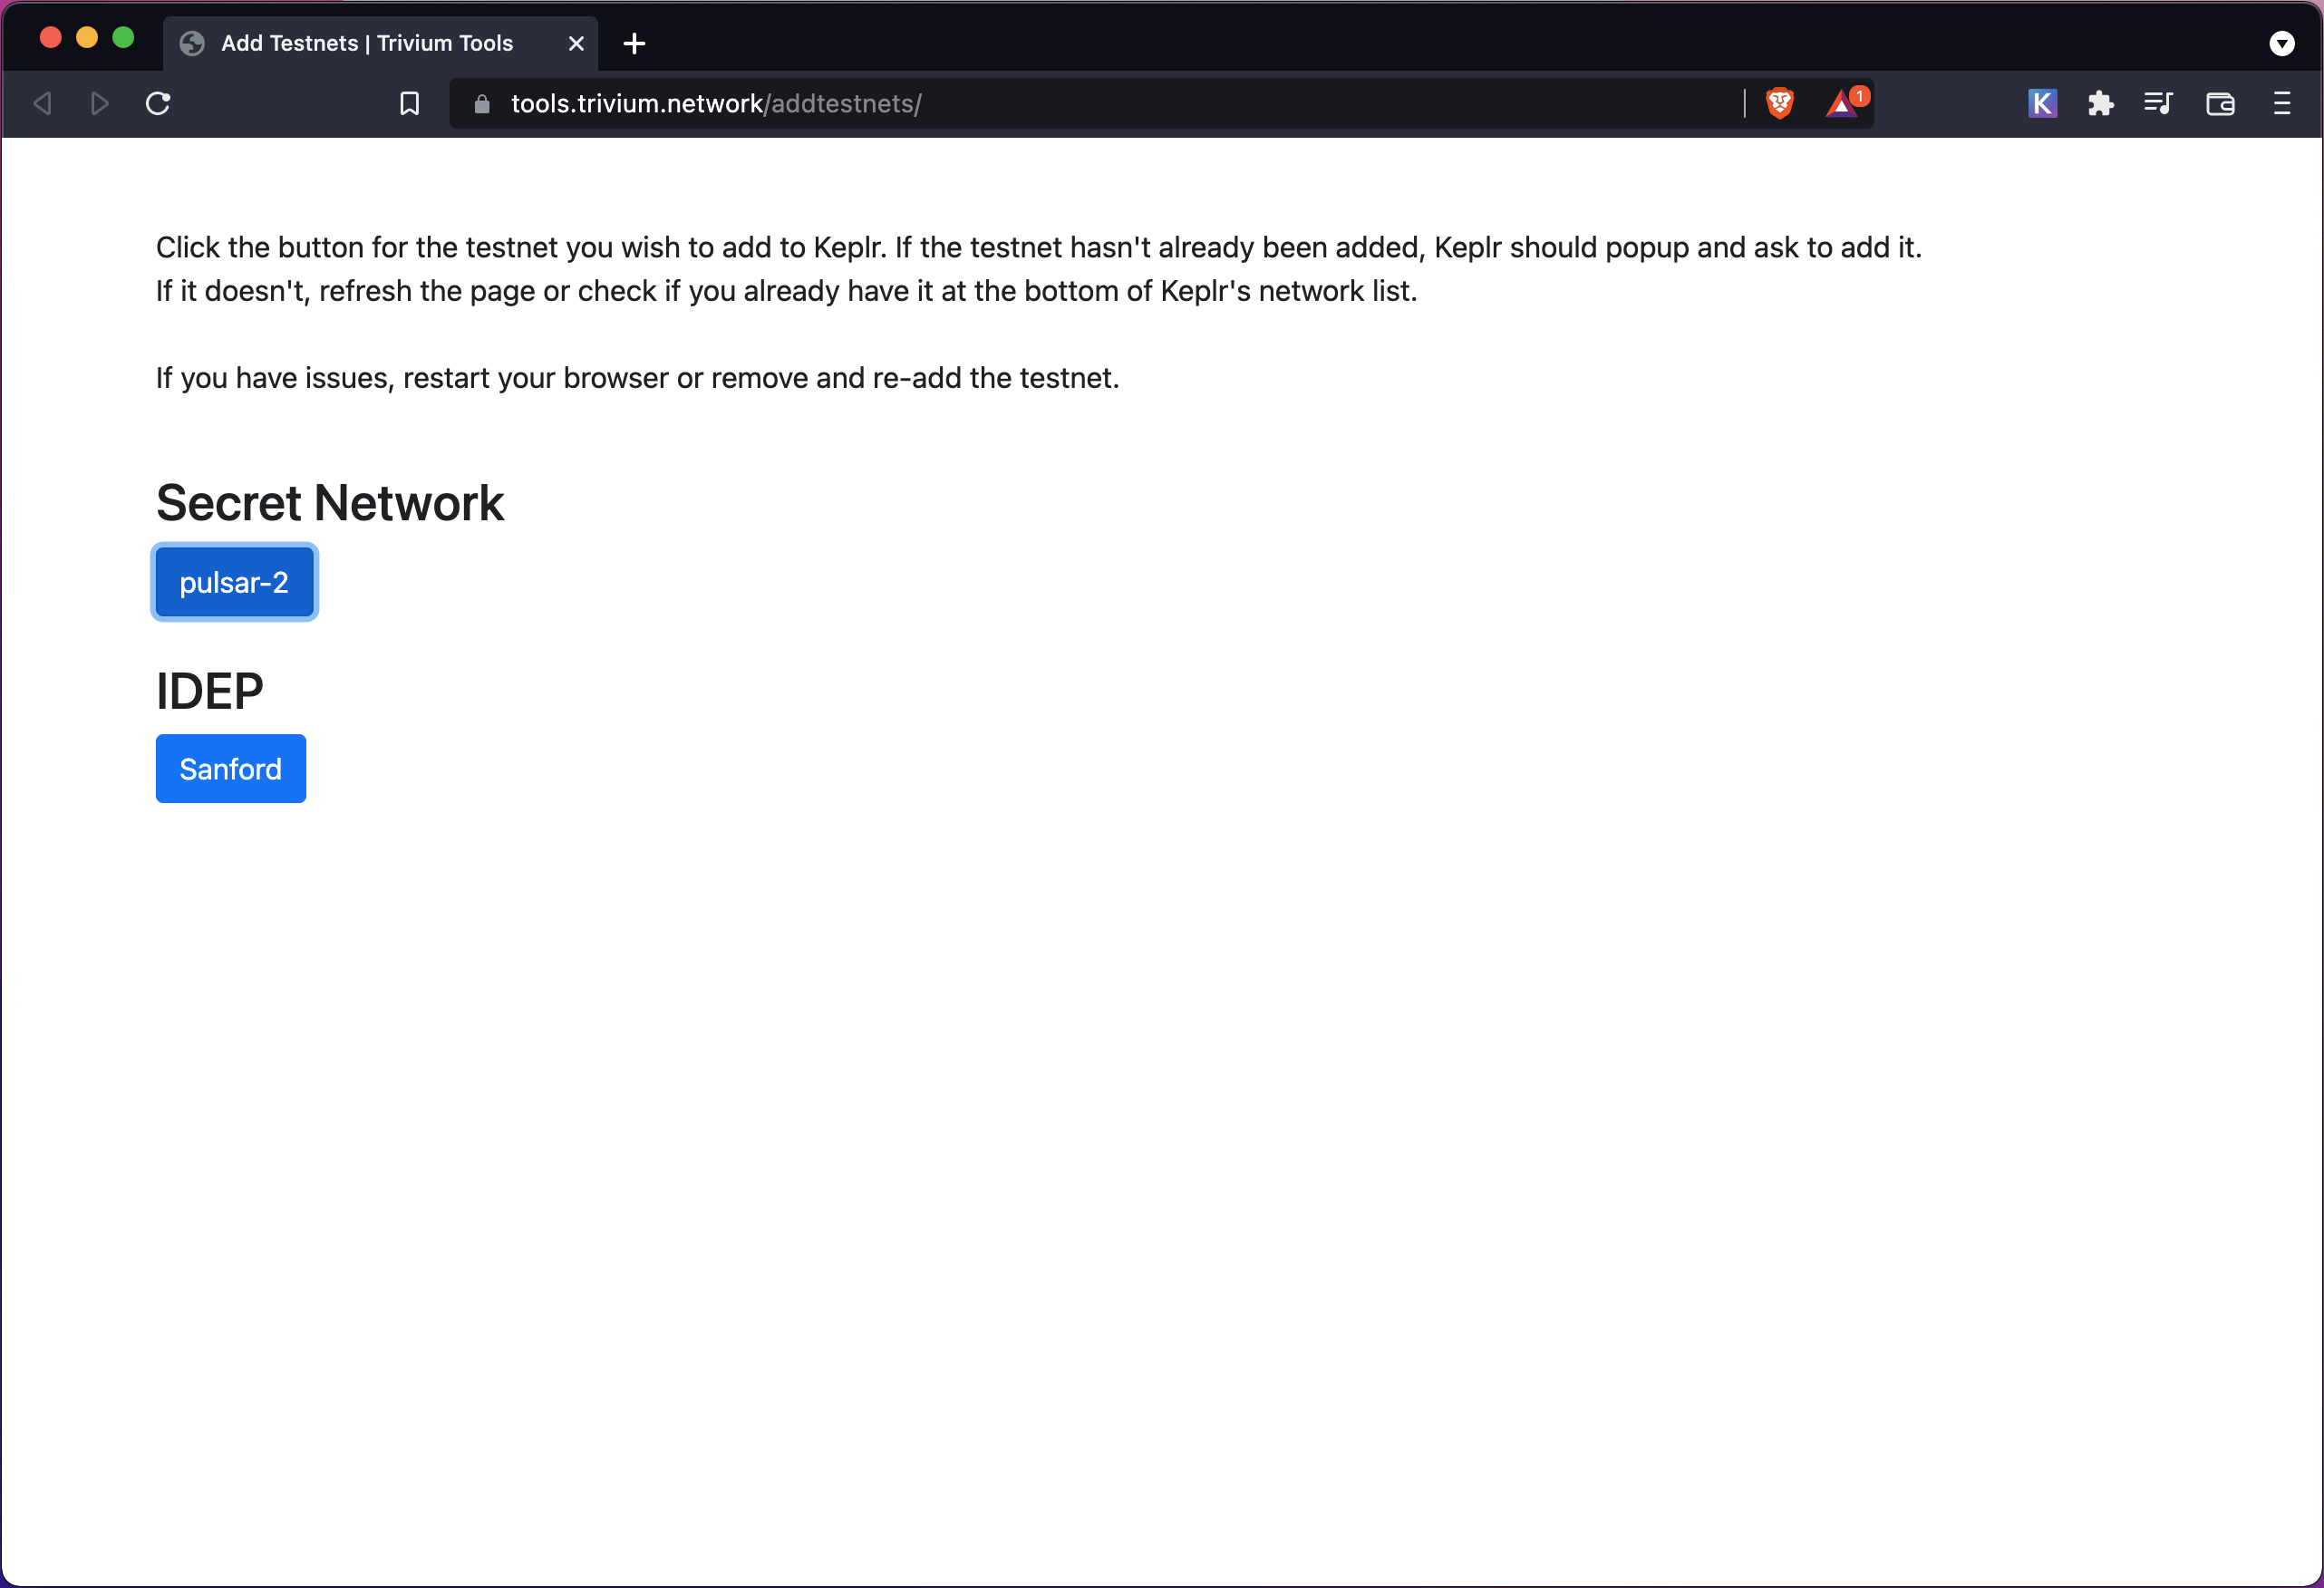 Add Testnets | Trivium Tools
tools.trivium.network/addtestnets/
1
K
Click the button for the testnet you wish to add to Keplr. If the testnet hasn't already been added, Keplr should popup and ask to add it.
If it doesn't, refresh the page or check if you already have it at the bottom of Keplr's network list.
If you have issues, restart your browser or remove and re-add the testnet.
Secret Network
pulsar-2
IDEP
Sanford